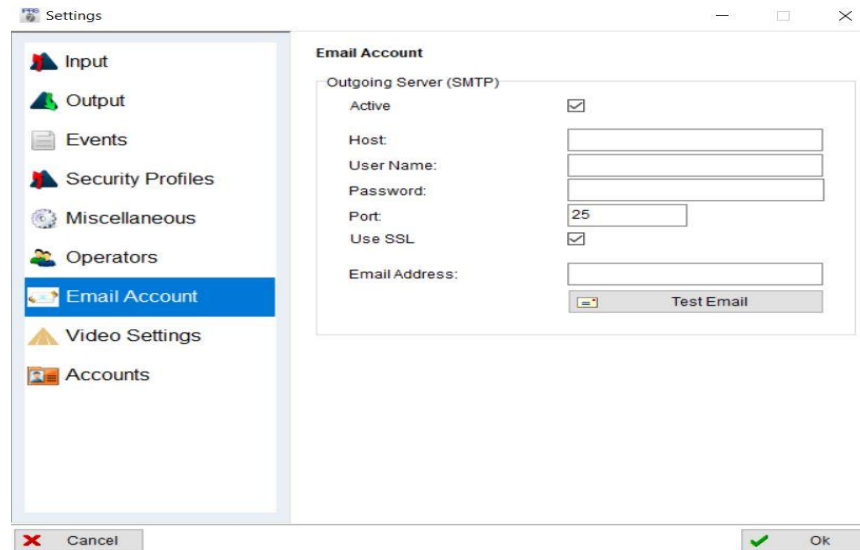 Settings
Input
Output
Events
Security Profiles
Miscellaneous
Operators
Email Account
Video Settings
Accounts
Email Account
Outgoing Server (SMTP)
Active
Host:
User Name:
Password:
Port: 25
Use SSL
Email Address:
Test Email
Cancel
Ok